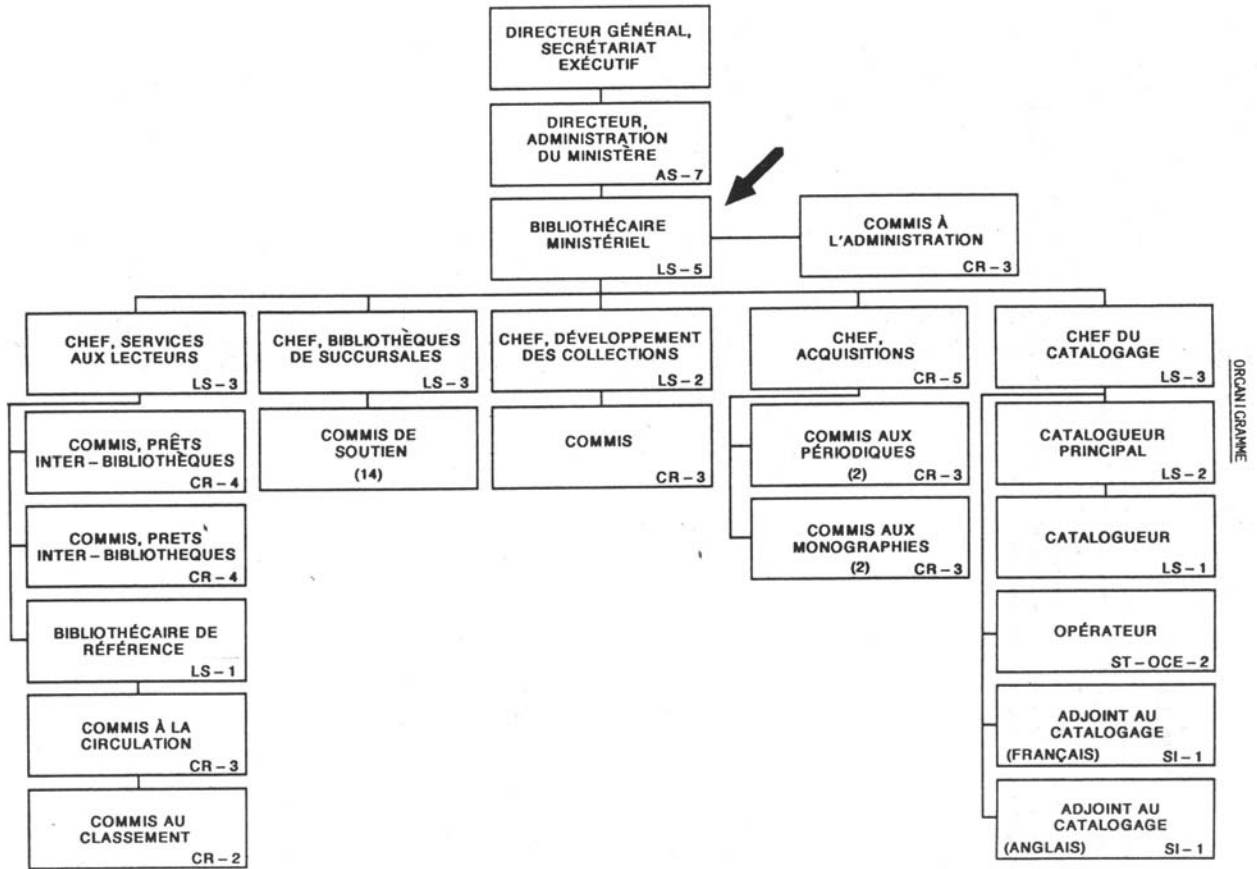 DIRECTEUR GÉNÉRAL,
SECRÉTARIAT
EXÉCUTIF
DIRECTEUR,
ADMINISTRATION
DU MINISTÈRE
AS – 7
BIBLIOTHÉCAIRE
MINISTÉRIEL
LS – 5
COMMIS À
L'ADMINISTRATION
CR – 3
CHEF, SERVICES
AUX LECTEURS
LS – 3
COMMIS, PRÊTS
INTER – BIBLIOTHÈQUES
CR – 4
COMMIS, PRETS
INTER – BIBLIOTHEQUES
CR – 4
BIBLIOTHÉCAIRE DE
RÉFÉRENCE
LS – 1
COMMIS À LA
CIRCULATION
CR – 3
COMMIS AU
CLASSEMENT
CR – 2
CHEF, BIBLIOTHÈQUES
DE SUCCURSALES
LS – 3
COMMIS DE
SOUTIEN
(14)
CHEF, DÉVELOPPEMENT
DES COLLECTIONS
LS – 2
COMMIS
CR – 3
CHEF,
ACQUISITIONS
CR – 5
COMMIS AUX
PÉRIODIQUES
(2) CR – 3
COMMIS AUX
MONOGRAPHIES
(2) CR – 3
CHEF DU
CATALOGAGE
LS – 3
CATALOGUEUR
PRINCIPAL
LS – 2
CATALOGUEUR
LS – 1
OPÉRATEUR
ST – OCE – 2
ADJOINT AU
CATALOGAGE
(FRANÇAIS) SI – 1
ADJOINT AU
CATALOGAGE
(ANGLAIS) SI – 1
ORGANIGRAMME